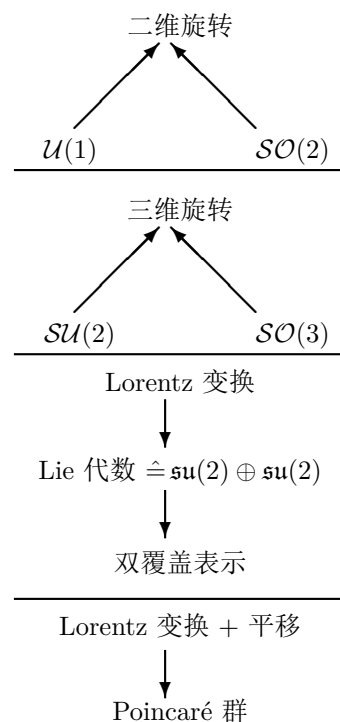 二维旋转
𝒰(1) 𝒮𝒪(2)
三维旋转
𝒮𝒰(2) 𝒮𝒪(3)
Lorentz 变换
Lie 代数 ≙ 𝔰𝔲(2) ⊕ 𝔰𝔲(2)
双覆盖表示
Lorentz 变换 + 平移
Poincaré 群